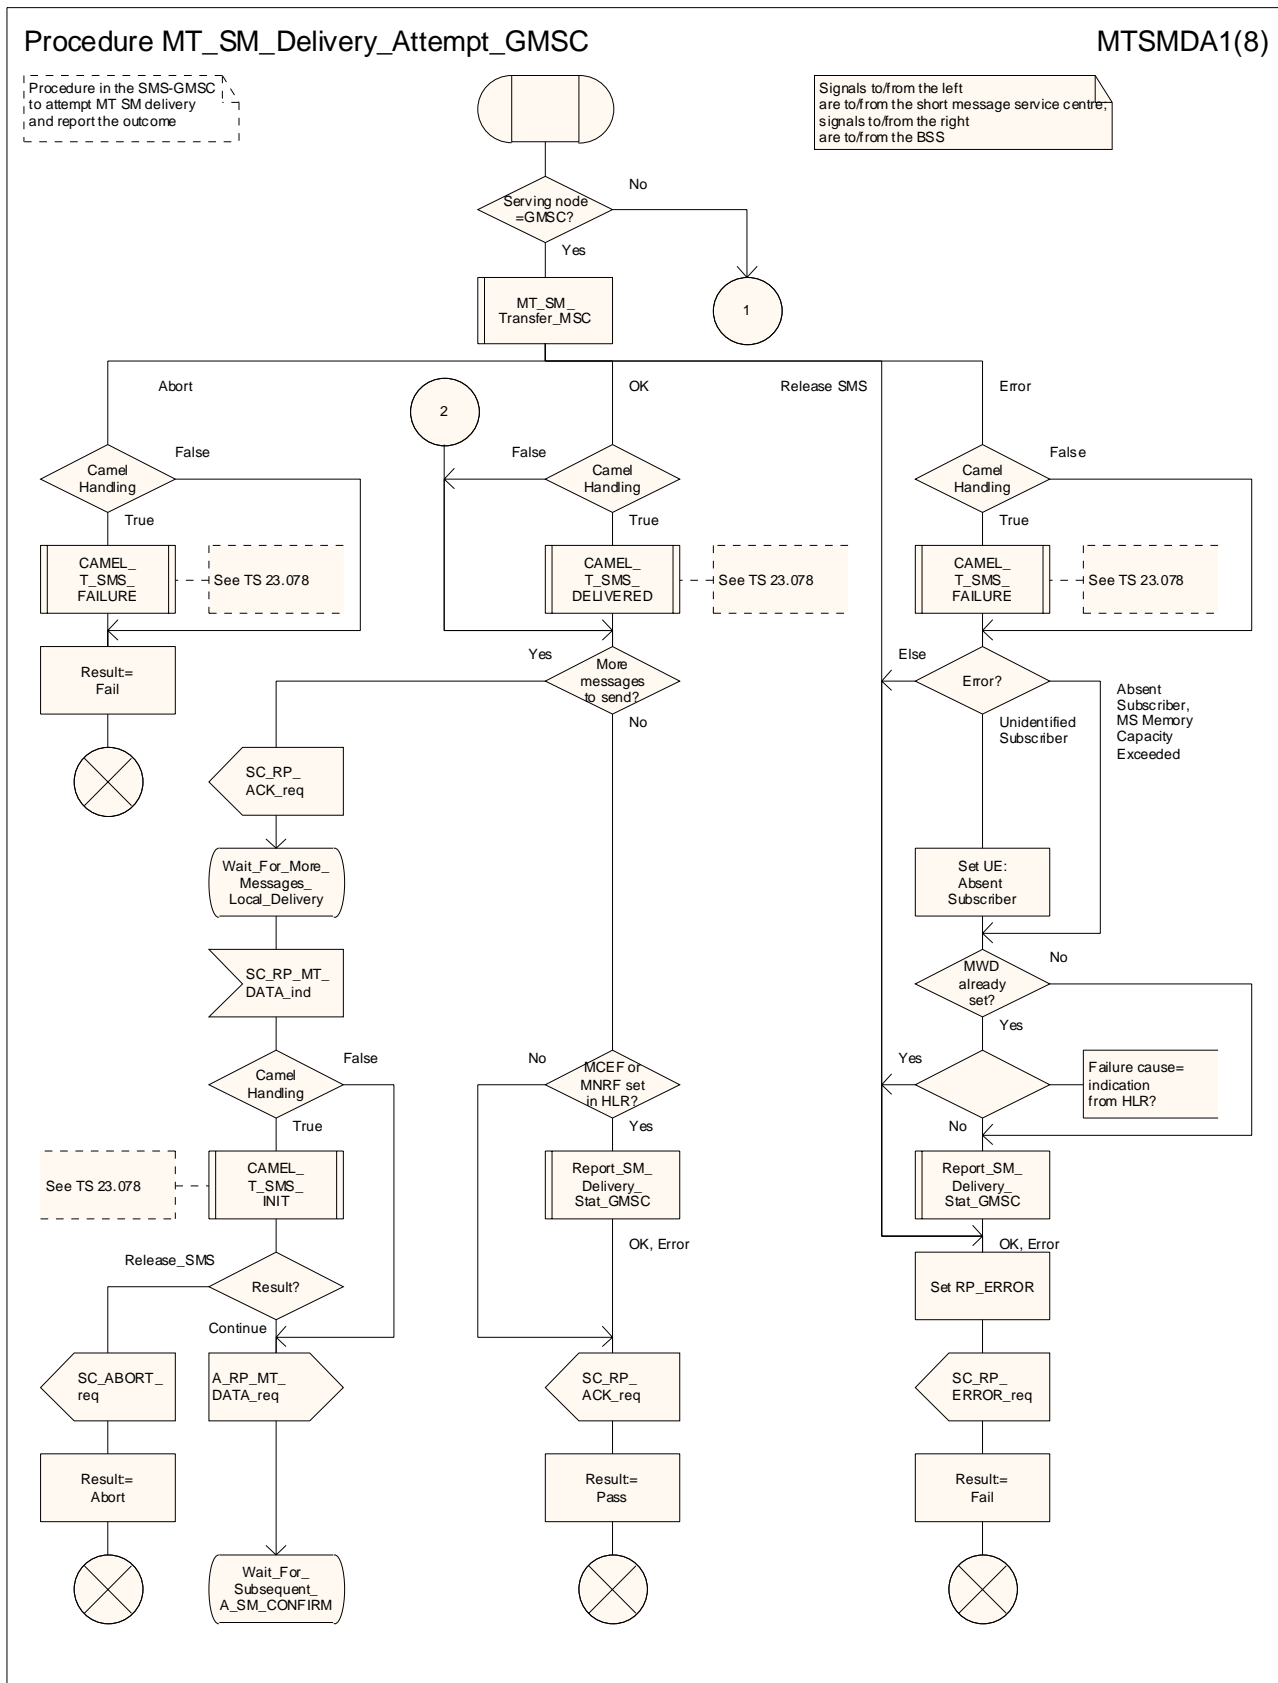 Procedure MT_SM_Delivery_Attempt_GMSC
MTSMDA1(8)
Procedure in the SMS-GMSC
to attempt MT SM delivery
and report the outcome
Signals to/from the left
are to/from the short message service centre;
signals to/from the right
are to/from the BSS
Serving node
=GMSC?
No
Yes
MT_SM_
Transfer_MSC
1
Abort
OK
Release SMS
Error
2
Camel
Handling
False
True
False
Camel
Handling
True
Camel
Handling
False
True
CAMEL_
T_SMS_
FAILURE
See TS 23.078
CAMEL_
T_SMS_
DELIVERED
See TS 23.078
CAMEL_
T_SMS_
FAILURE
See TS 23.078
Result:=
Fail
Yes
More
messages
to send?
No
Else
Error?
Unidentified
Subscriber
Absent
Subscriber,
MS Memory
Capacity
Exceeded
SC_RP_
ACK_req
Wait_For_More_
Messages_
Local_Delivery
Set UE:
Absent
Subscriber
SC_RP_MT_
DATA_ind
MWD
already
set?
No
Yes
Camel
Handling
False
True
No
MCEF or
MNRF set
in HLR?
Yes
Yes
Failure cause=
indication
from HLR?
No
See TS 23.078
CAMEL_
T_SMS_
INIT
Report_SM_
Delivery_
Stat_GMSC
Report_SM_
Delivery_
Stat_GMSC
OK, Error
OK, Error
Release_SMS
Result?
Continue
Set RP_ERROR
SC_ABORT_
req
A_RP_MT_
DATA_req
SC_RP_
ACK_req
SC_RP_
ERROR_req
Result:=
Abort
Result:=
Pass
Result:=
Fail
Wait_For_
Subsequent_
A_SM_CONFIRM